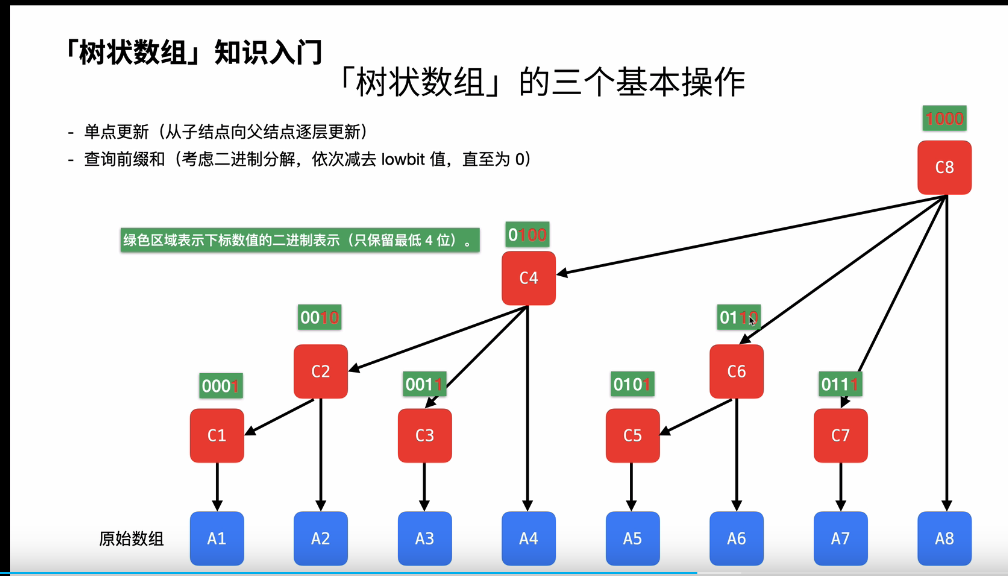 「树状数组」知识入门
「树状数组」的三个基本操作
- 单点更新（从子结点向父结点逐层更新）
- 查询前缀和（考虑二进制分解，依次减去 lowbit 值，直至为 0）
1000
C8
绿色区域表示下标数值的二进制表示（只保留最低 4 位）。
0100
C4
0010
0110
C2
C6
0001
0011
0101
0111
C1
C3
C5
C7
原始数组
A1
A2
A3
A4
A5
A6
A7
A8